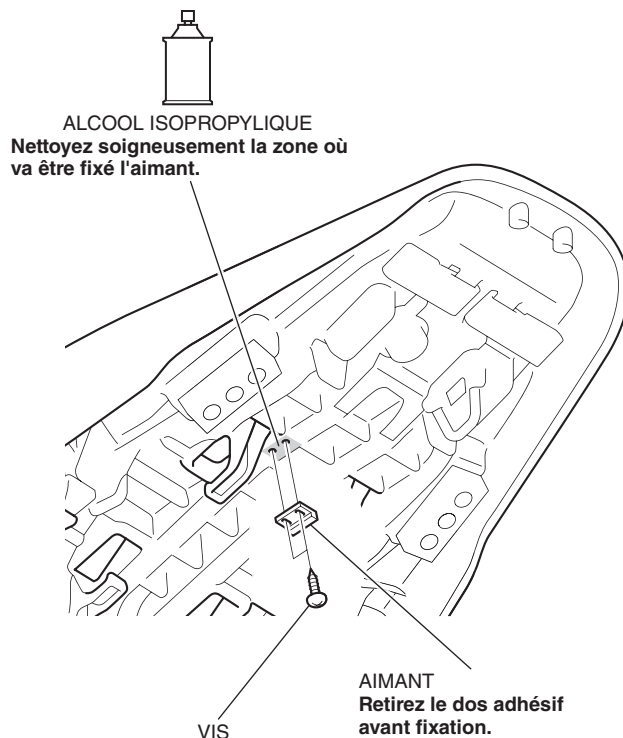 ALCOOL ISOPROPYLIQUE
Nettoyez soigneusement la zone où
va être fixé l'aimant.
AIMANT
Retirez le dos adhésif
avant fixation.
VIS